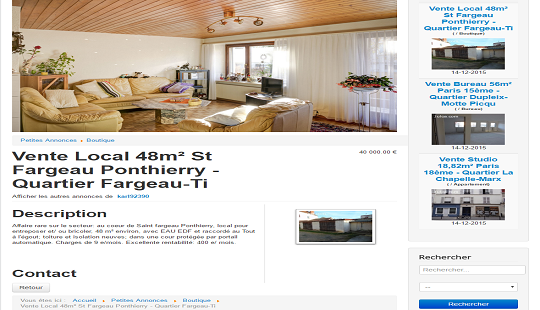 Petites Annonces Boutique
Vente Local 48m² St
Fargeau Ponthierry -
Quartier Fargeau-Ti
40 000.00 €
Afficher les autres annonces de karl92390
Description
Affaire rare sur le secteur: au coeur de Saint fargeau Ponthierry, local pour
entreposer et/ ou bricoler. 48 m² environ, avec EAU EDF et raccordé au Tout
à l'égout, toiture et isolation neuves, dans une cour protégée par portail
automatique. Charges de 9 e/mois. Excellente rentabilité: 400 e/ mois.
Contact
Retour
Vous êtes ici : Accueil Petites Annonces Boutique
Vente Local 48m² St Fargeau Ponthierry - Quartier Fargeau-Ti
Vente Local 48m²
St Fargeau
Ponthierry -
Quartier Fargeau-Ti
( / Boutique)
14-12-2015
Vente Bureau 56m²
Paris 15ème -
Quartier Dupleix-
Motte Picqu
( / Bureau)
14-12-2015
Vente Studio
18,82m² Paris
18ème - Quartier La
Chapelle-Marx
( / Appartement)
14-12-2015
Rechercher
Rechercher...
---
Rechercher